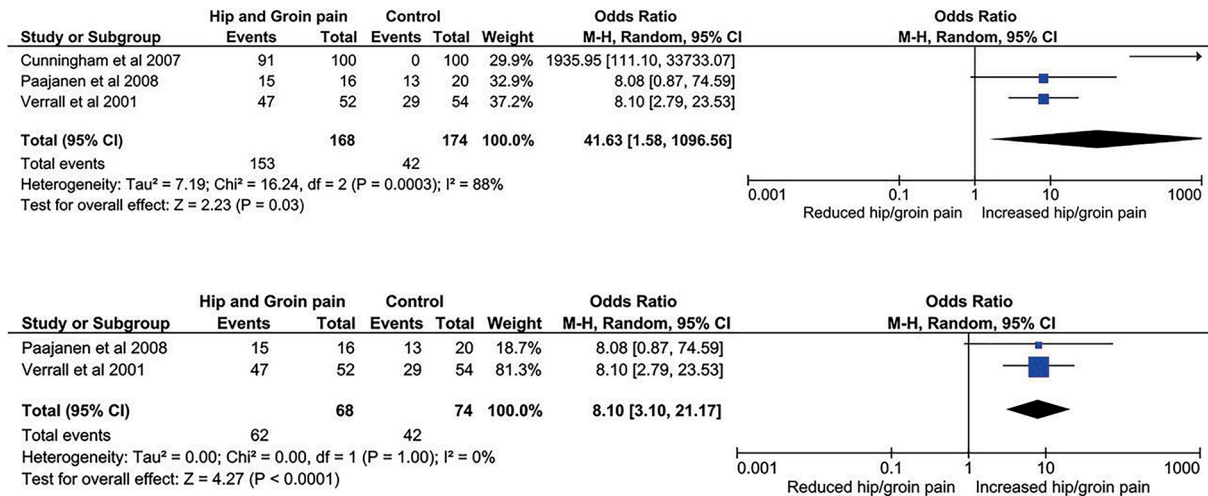 Hip and Groin pain Control Odds Ratio Odds Ratio
Study or Subgroup Events Total Events Total Weight M-H, Random, 95% CI M-H, Random, 95% CI
Cunningham et al 2007 91 100 0 100 29.9% 1935.95 [111.10, 33733.07]
Paajanen et al 2008 15 16 13 20 32.9% 8.08 [0.87, 74.59]
Verrall et al 2001 47 52 29 54 37.2% 8.10 [2.79, 23.53]
Total (95% CI) 168 174 100.0% 41.63 [1.58, 1096.56]
Total events 153 42
Heterogeneity: Tau² = 7.19; Chi² = 16.24, df = 2 (P = 0.0003); I² = 88%
Test for overall effect: Z = 2.23 (P = 0.03)
0.001 0.1 1 10 1000
Reduced hip/groin pain Increased hip/groin pain
Hip and Groin pain Control Odds Ratio Odds Ratio
Study or Subgroup Events Total Events Total Weight M-H, Random, 95% CI M-H, Random, 95% CI
Paajanen et al 2008 15 16 13 20 18.7% 8.08 [0.87, 74.59]
Verrall et al 2001 47 52 29 54 81.3% 8.10 [2.79, 23.53]
Total (95% CI) 68 74 100.0% 8.10 [3.10, 21.17]
Total events 62 42
Heterogeneity: Tau² = 0.00; Chi² = 0.00, df = 1 (P = 1.00); I² = 0%
Test for overall effect: Z = 4.27 (P < 0.0001)
0.001 0.1 1 10 1000
Reduced hip/groin pain Increased hip/groin pain